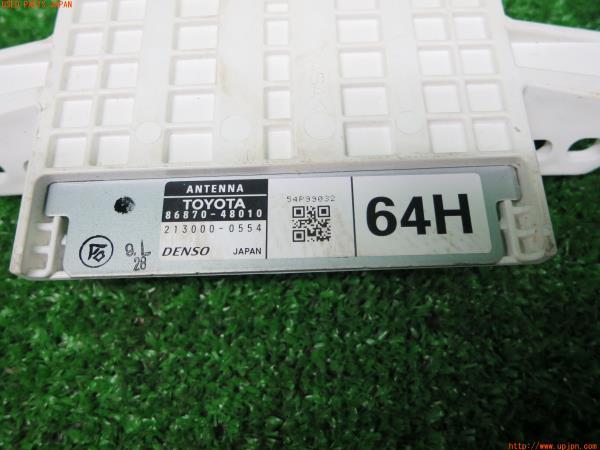 USED PARTS JAPAN
ANTENNA
TOYOTA
86870-48010
213000-0554
DENSO JAPAN
54P99032
64H
9.L
28
http://www.upjpn.com/